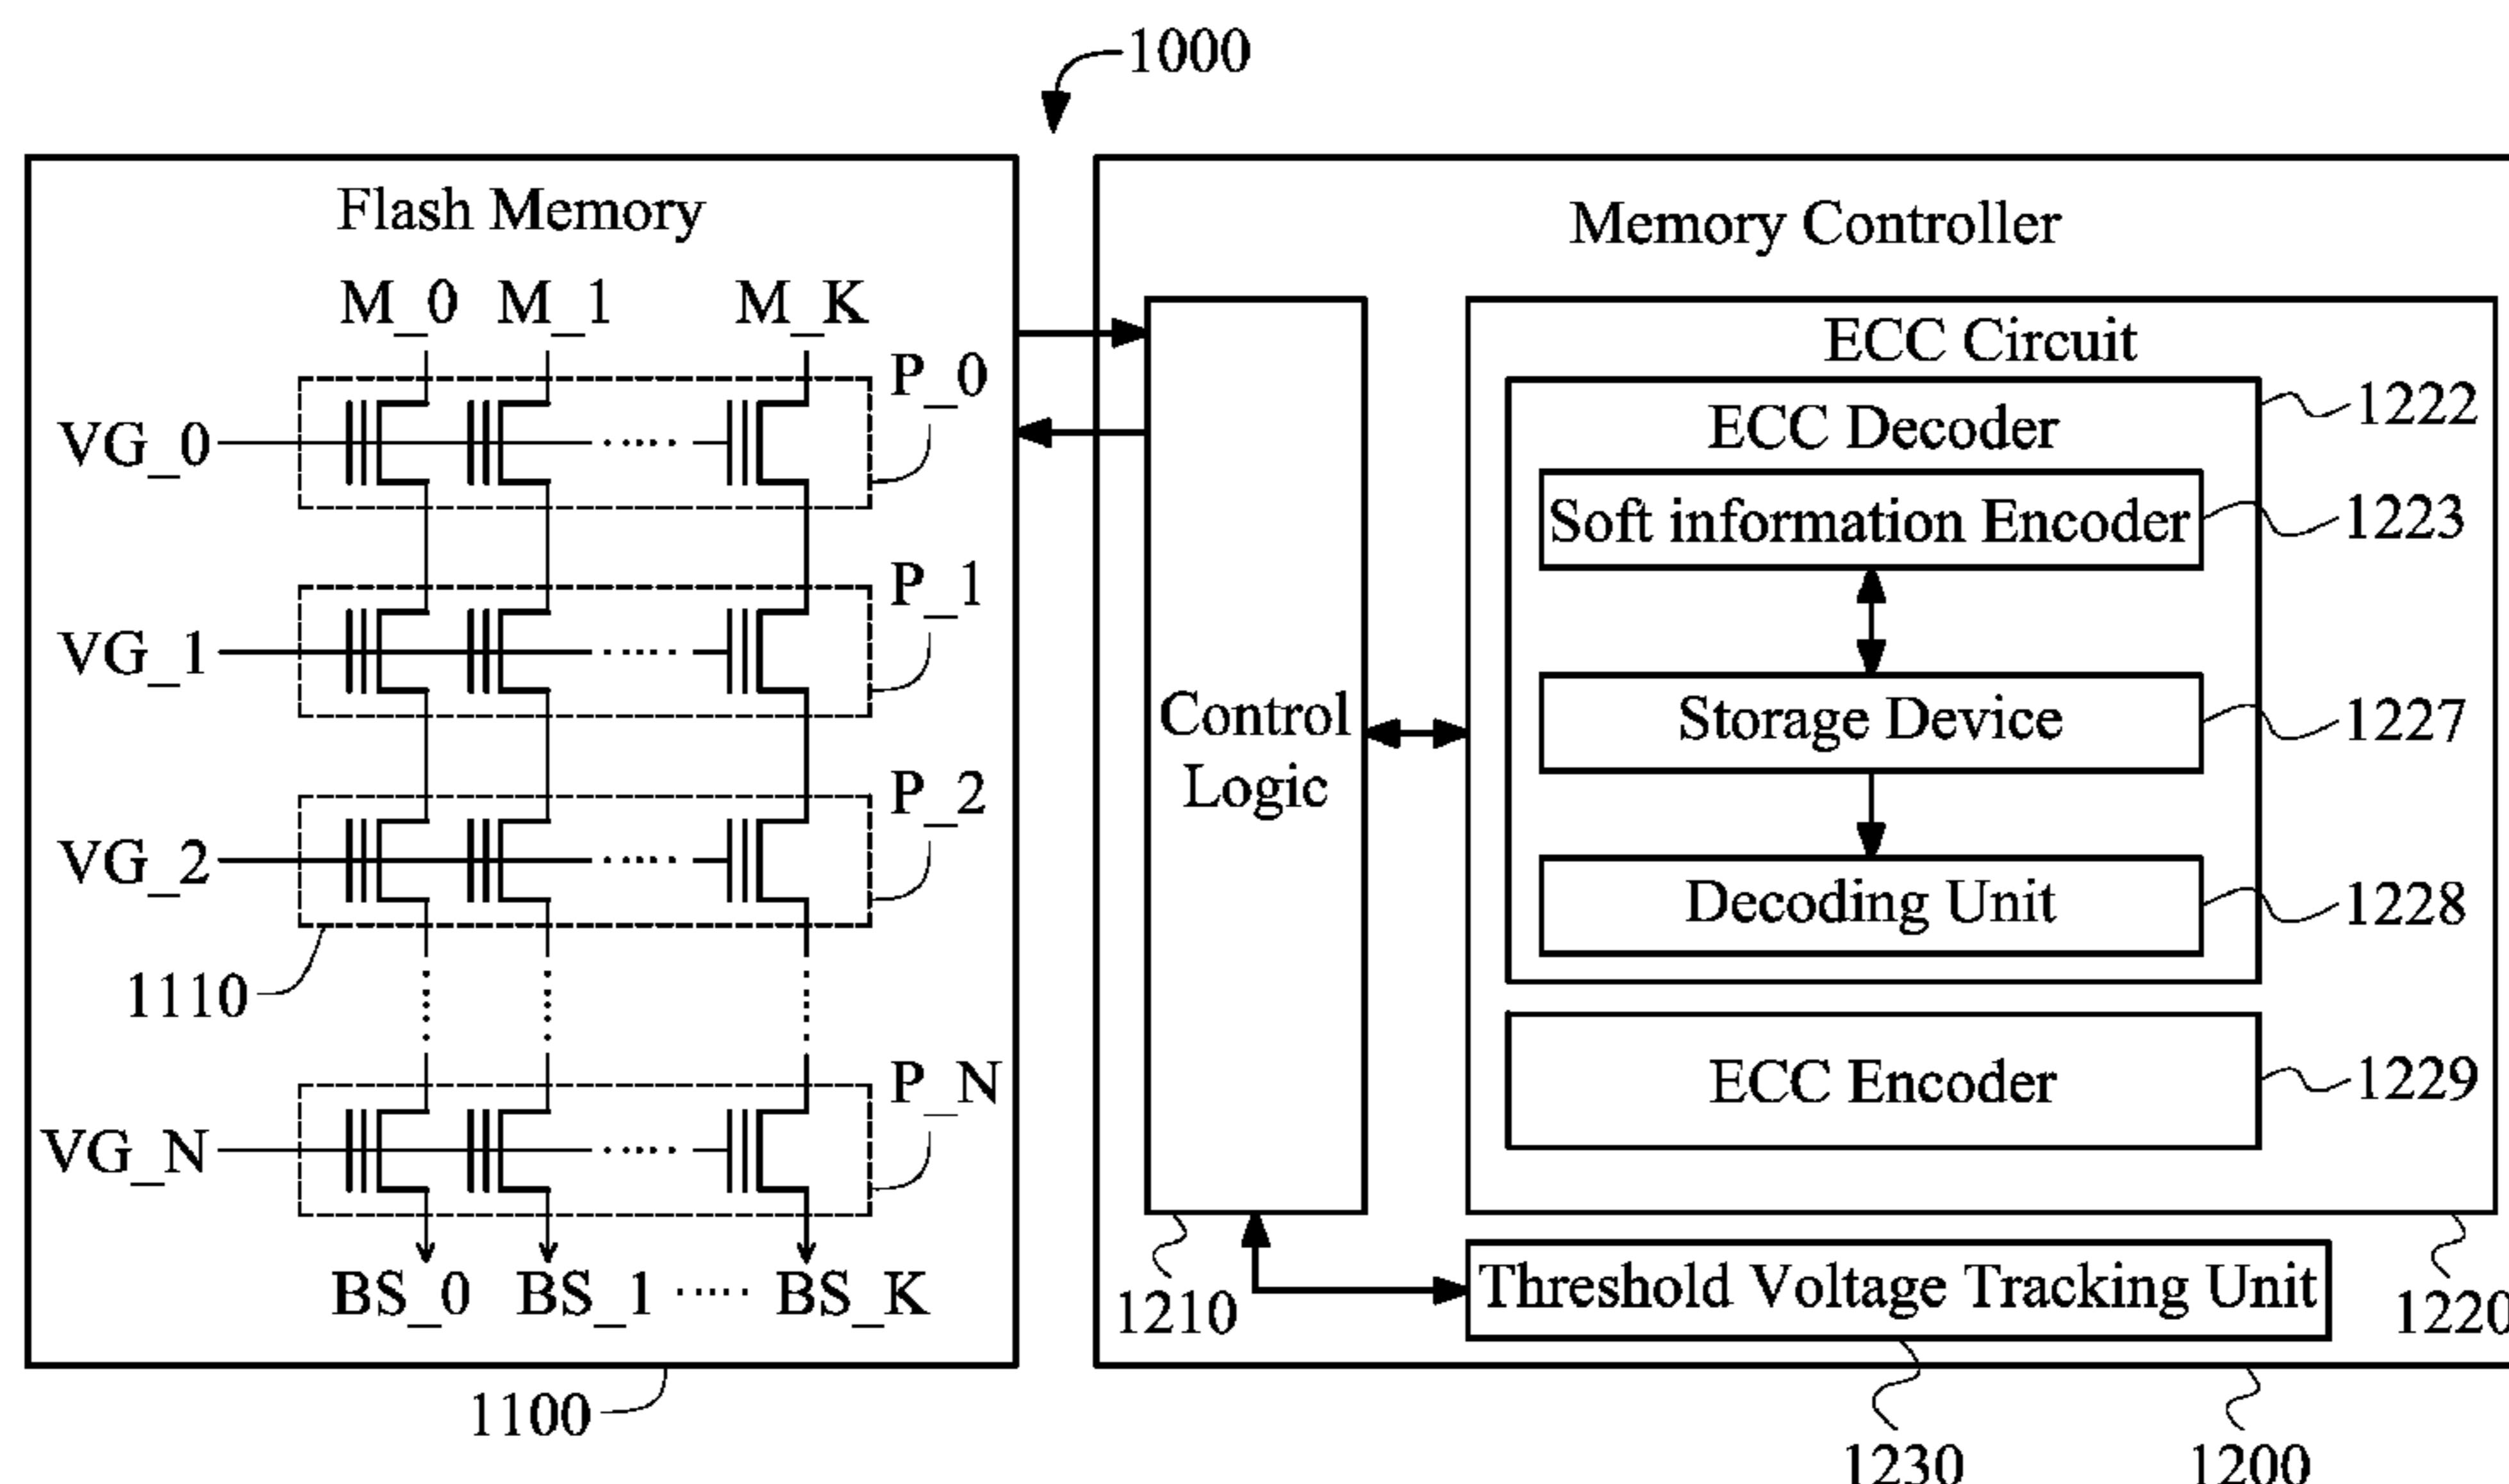 1000
Flash Memory
M_0 M_1 M_K
P_0
VG_0
P_1
VG_1
P_2
VG_2
1110
P_N
VG_N
BS_0 BS_1 ····· BS_K
1100
Memory Controller
Control
Logic
1210
ECC Circuit
ECC Decoder
1222
Soft information Encoder
1223
Storage Device
1227
Decoding Unit
1228
ECC Encoder
1229
1220
Threshold Voltage Tracking Unit
1230
1200